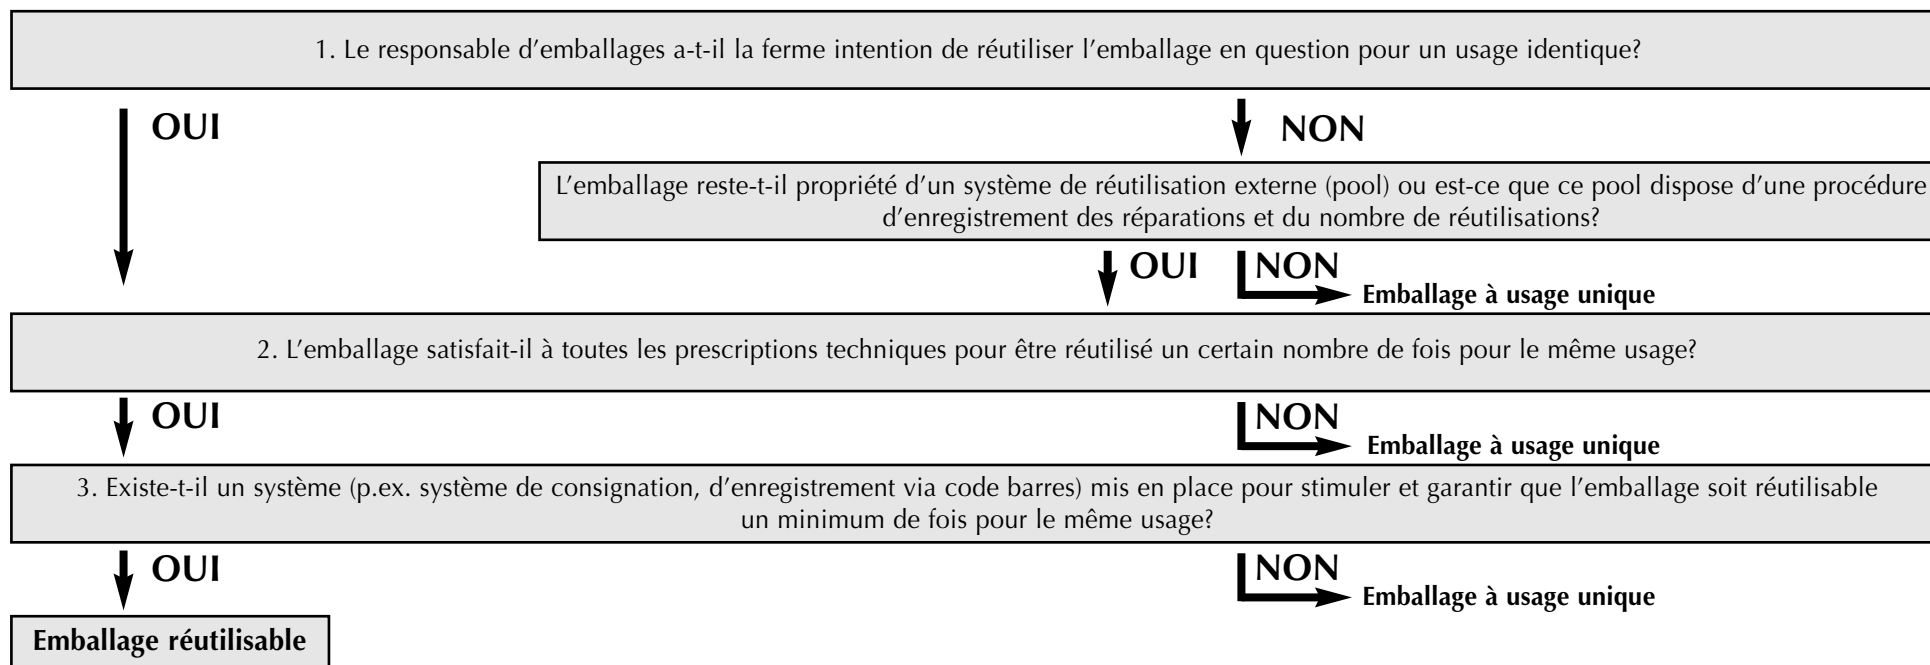 1. Le responsable d’emballages a-t-il la ferme intention de réutiliser l’emballage en question pour un usage identique?
OUI
NON
L’emballage reste-t-il propriété d’un système de réutilisation externe (pool) ou est-ce que ce pool dispose d’une procédure
d’enregistrement des réparations et du nombre de réutilisations?
OUI
NON
Emballage à usage unique
2. L’emballage satisfait-il à toutes les prescriptions techniques pour être réutilisé un certain nombre de fois pour le même usage?
OUI
NON
Emballage à usage unique
3. Existe-t-il un système (p.ex. système de consignation, d’enregistrement via code barres) mis en place pour stimuler et garantir que l’emballage soit réutilisable
un minimum de fois pour le même usage?
OUI
NON
Emballage à usage unique
Emballage réutilisable